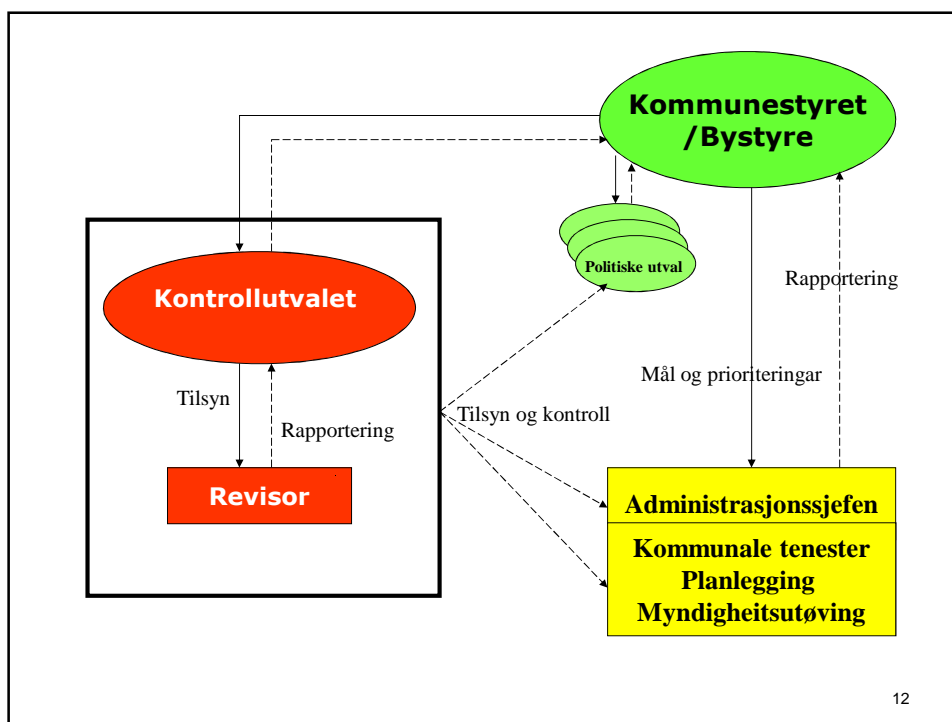 Kommunestyret
/Bystyre
Politiske utval
Rapportering
Kontrollutvalet
Mål og prioriteringar
Tilsyn
Tilsyn og kontroll
Rapportering
Revisor
Administrasjonssjefen
Kommunale tenester
Planlegging
Myndigheitsutøving
12